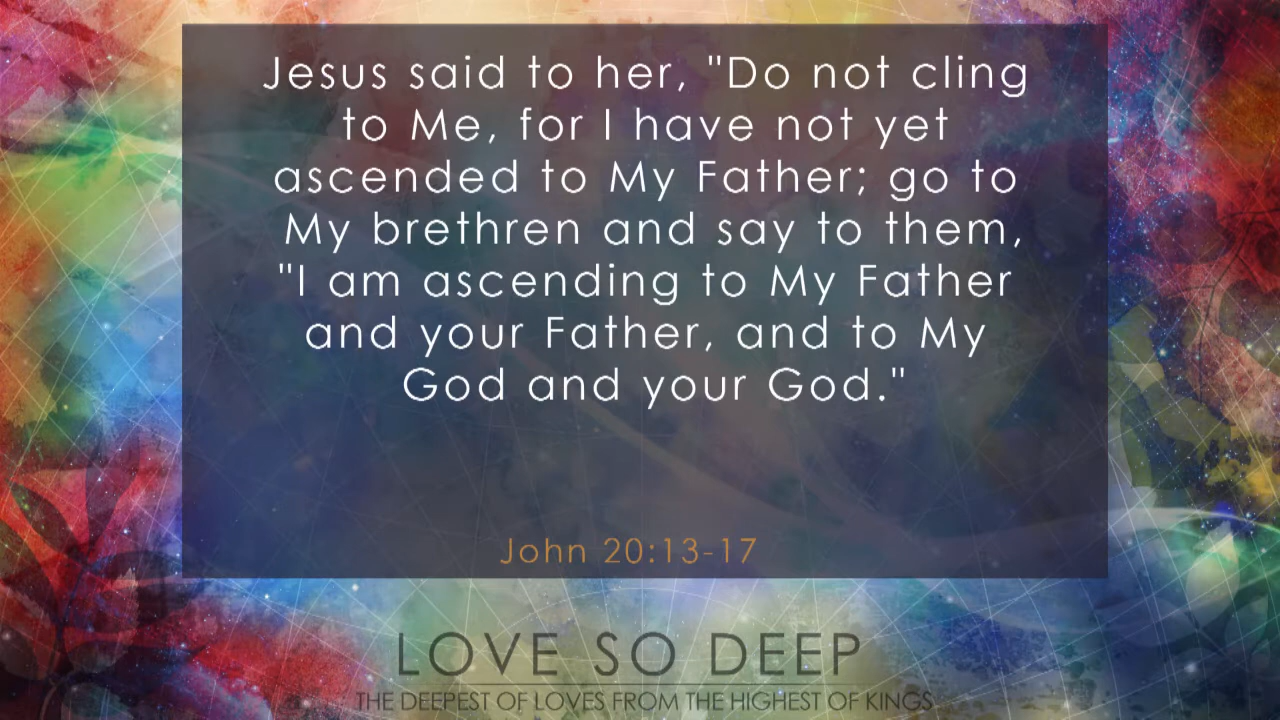 Jesus said to her, "Do not cling
to Me, for I have not yet
ascended to My Father; go to
My brethren and say to them,
"I am ascending to My Father
and your Father, and to My
God and your God."
John 20:13-17
LOVE SO DEEP
THE DEEPEST OF LOVES FROM THE HIGHEST OF KINGS